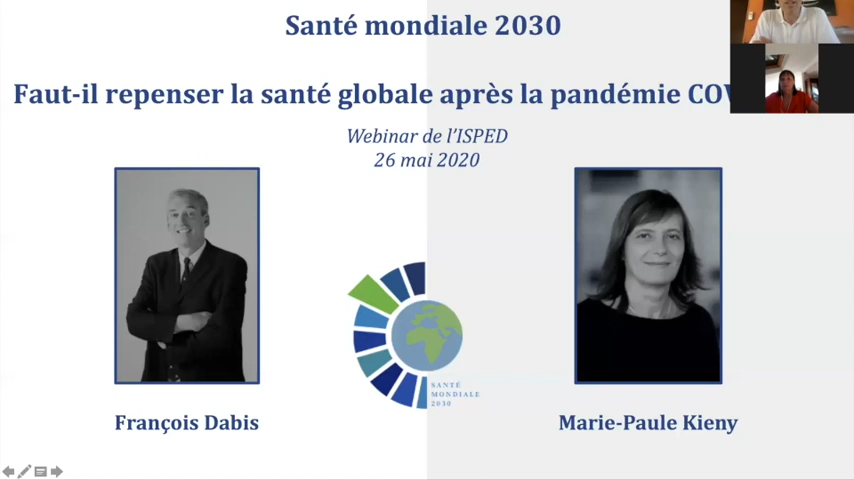 Santé mondiale 2030
Faut-il repenser la santé globale après la pandémie
Webinar de l'ISPED
26 mai 2020
SANTÉ
MONDIALE
2030
François Dabis
Marie-Paule Kieny